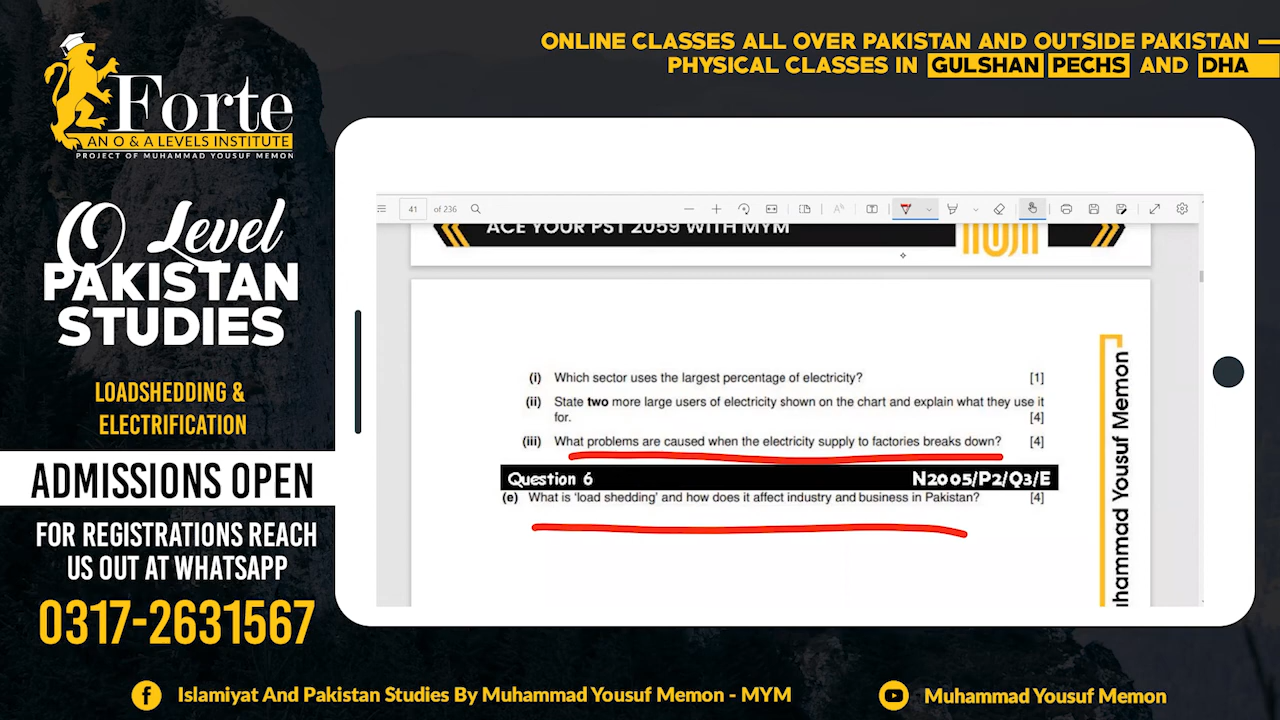 ONLINE CLASSES ALL OVER PAKISTAN AND OUTSIDE PAKISTAN
PHYSICAL CLASSES IN GULSHAN PECHS AND DHA
Forte
AN O & A LEVELS INSTITUTE
PROJECT OF MUHAMMAD YOUSUF MEMON
O Level
PAKISTAN
STUDIES
LOADSHEDDING &
ELECTRIFICATION
ADMISSIONS OPEN
FOR REGISTRATIONS REACH
US OUT AT WHATSAPP
0317-2631567
41 of 236
ACE YOUR PST 2059 WITH MYM
(i) Which sector uses the largest percentage of electricity? [1]
(ii) State two more large users of electricity shown on the chart and explain what they use it
for. [4]
(iii) What problems are caused when the electricity supply to factories breaks down? [4]
Question 6 N2005/P2/Q3/E
(e) What is 'load shedding' and how does it affect industry and business in Pakistan? [4]
hammad Yousuf Memon
Islamiyat And Pakistan Studies By Muhammad Yousuf Memon - MYM
Muhammad Yousuf Memon